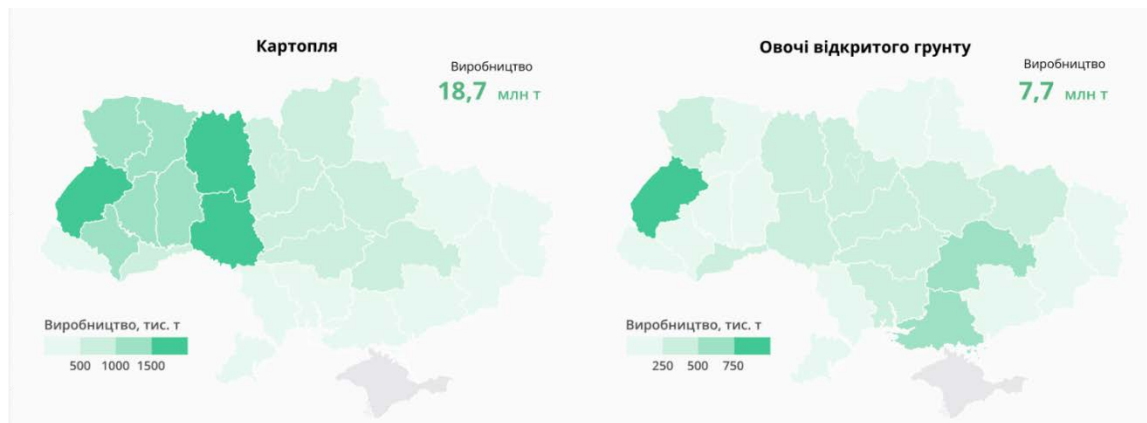 Картопля
Виробництво
18,7 млн т
Виробництво, тис. т
500 1000 1500
Овочі відкритого грунту
Виробництво
7,7 млн т
Виробництво, тис. т
250 500 750